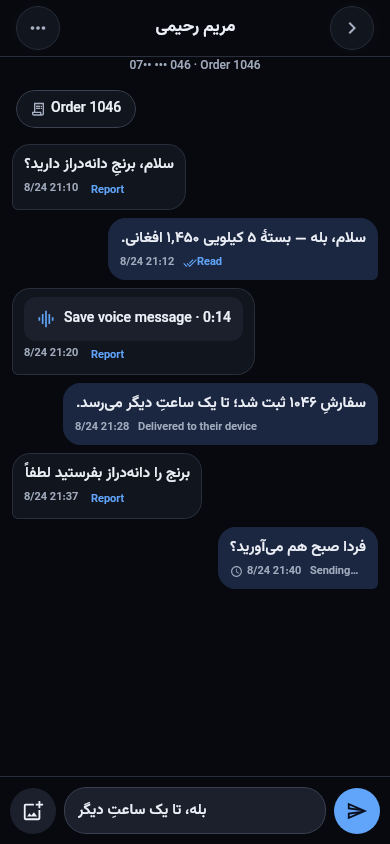 مریم رحیمی
07•• ••• 046 · Order 1046
Order 1046
سلام، برنجِ دانه‌دراز دارید؟
8/24 21:10 Report
سلام، بله — بستهٔ ۵ کیلویی ۱,۴۵۰ افغانی.
8/24 21:12 Read
Save voice message · 0:14
8/24 21:20 Report
سفارشِ ۱۰۴۶ ثبت شد؛ تا یک ساعتِ دیگر می‌رسد.
8/24 21:28 Delivered to their device
برنج را دانه‌دراز بفرستید لطفاً
8/24 21:37 Report
فردا صبح هم می‌آورید؟
8/24 21:40 Sending…
بله، تا یک ساعتِ دیگر